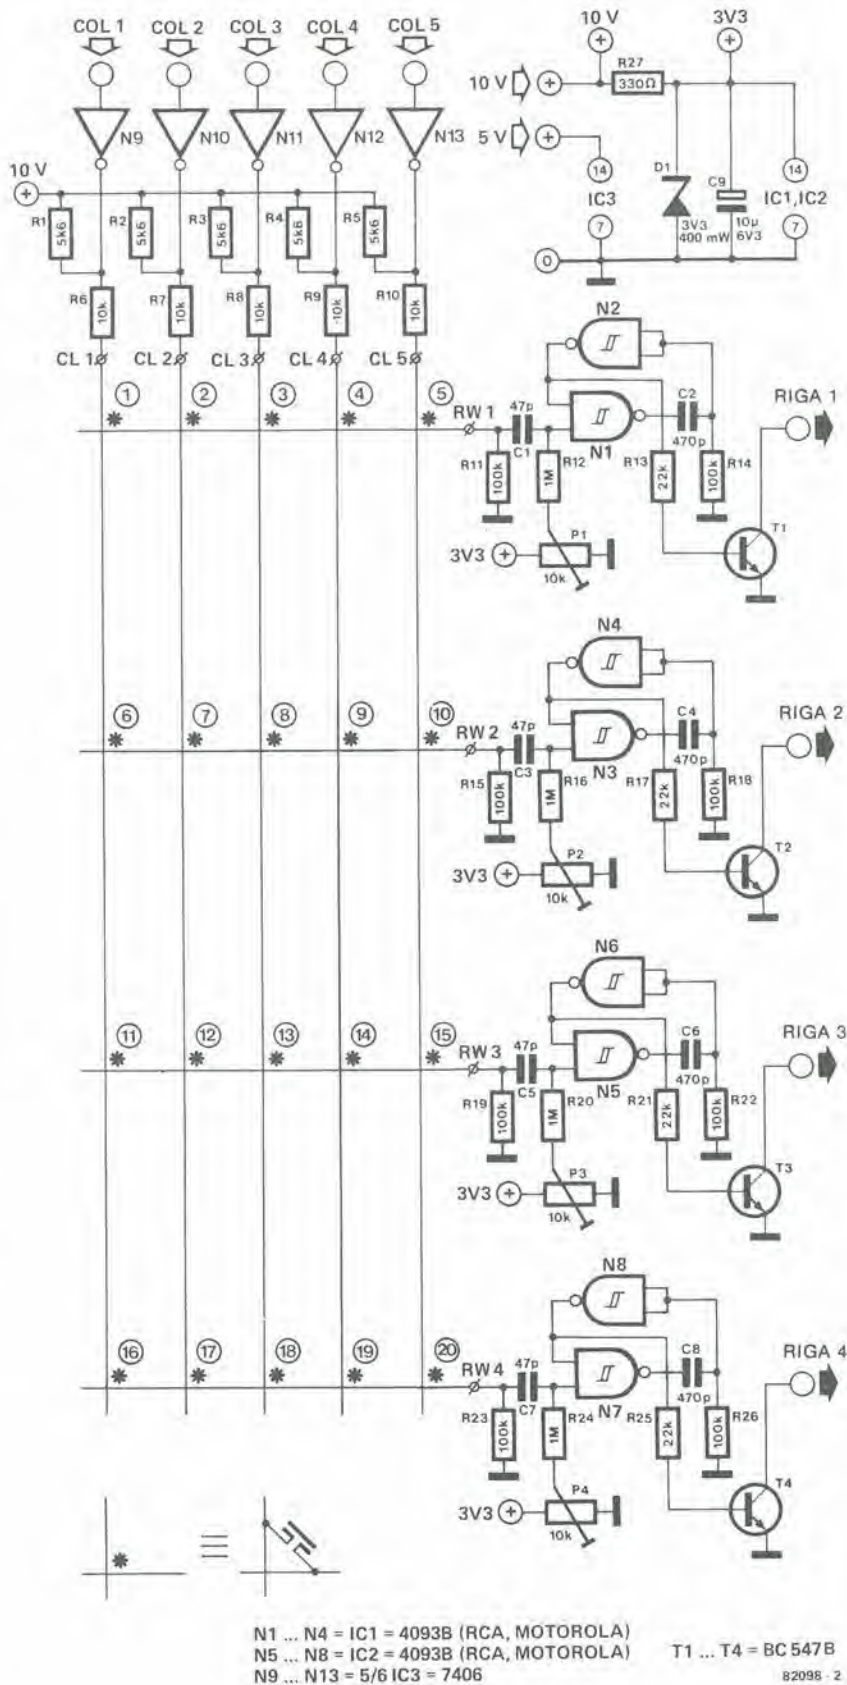 COL 1 COL 2 COL 3 COL 4 COL 5
N9 N10 N11 N12 N13
10 V
R1 5k6 R2 5k6 R3 5k6 R4 5k6 R5 5k6
R6 10k R7 10k R8 10k R9 10k R10 10k
CL 1 CL 2 CL 3 CL 4 CL 5
10 V 3V3
R27
10 V 330Ω
5 V
14 IC3 7
D1
3V3
400 mW
C9
10µ
6V3
14 IC1, IC2 7
0
1 2 3 4 5
RW 1
47p
C1
R11 100k
R12 1M
N2
N1
R13 22k
C2
470p
R14 100k
3V3
P1
10k
T1
RIGA 1
6 7 8 9 10
RW 2
47p
C3
R15 100k
R16 1M
N4
N3
R17 22k
C4
470p
R18 100k
3V3
P2
10k
T2
RIGA 2
11 12 13 14 15
RW 3
47p
C5
R19 100k
R20 1M
N6
N5
R21 22k
C6
470p
R22 100k
3V3
P3
10k
T3
RIGA 3
16 17 18 19 20
RW 4
47p
C7
R23 100k
R24 1M
N8
N7
R25 22k
C8
470p
R26 100k
3V3
P4
10k
T4
RIGA 4
N1 ... N4 = IC1 = 4093B (RCA, MOTOROLA)
N5 ... N8 = IC2 = 4093B (RCA, MOTOROLA)
N9 ... N13 = 5/6 IC3 = 7406
T1 ... T4 = BC 547B
82098 - 2